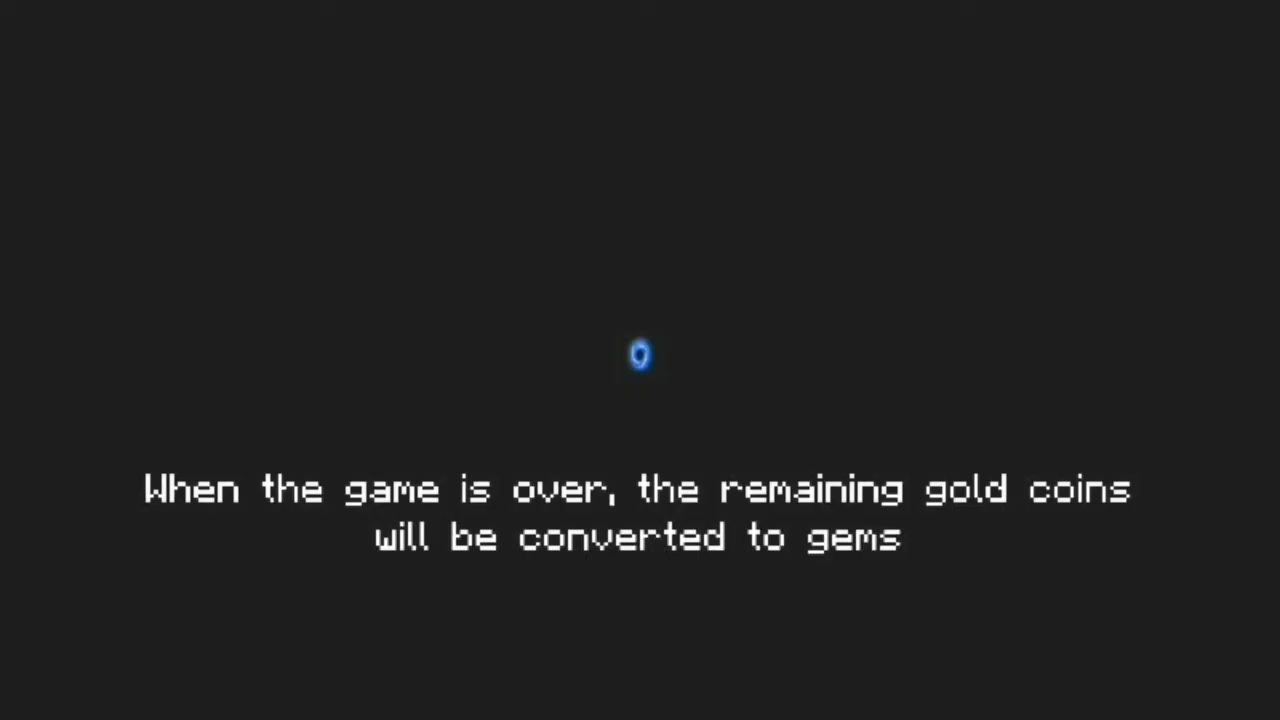 When the game is over, the remaining gold coins
will be converted to gems